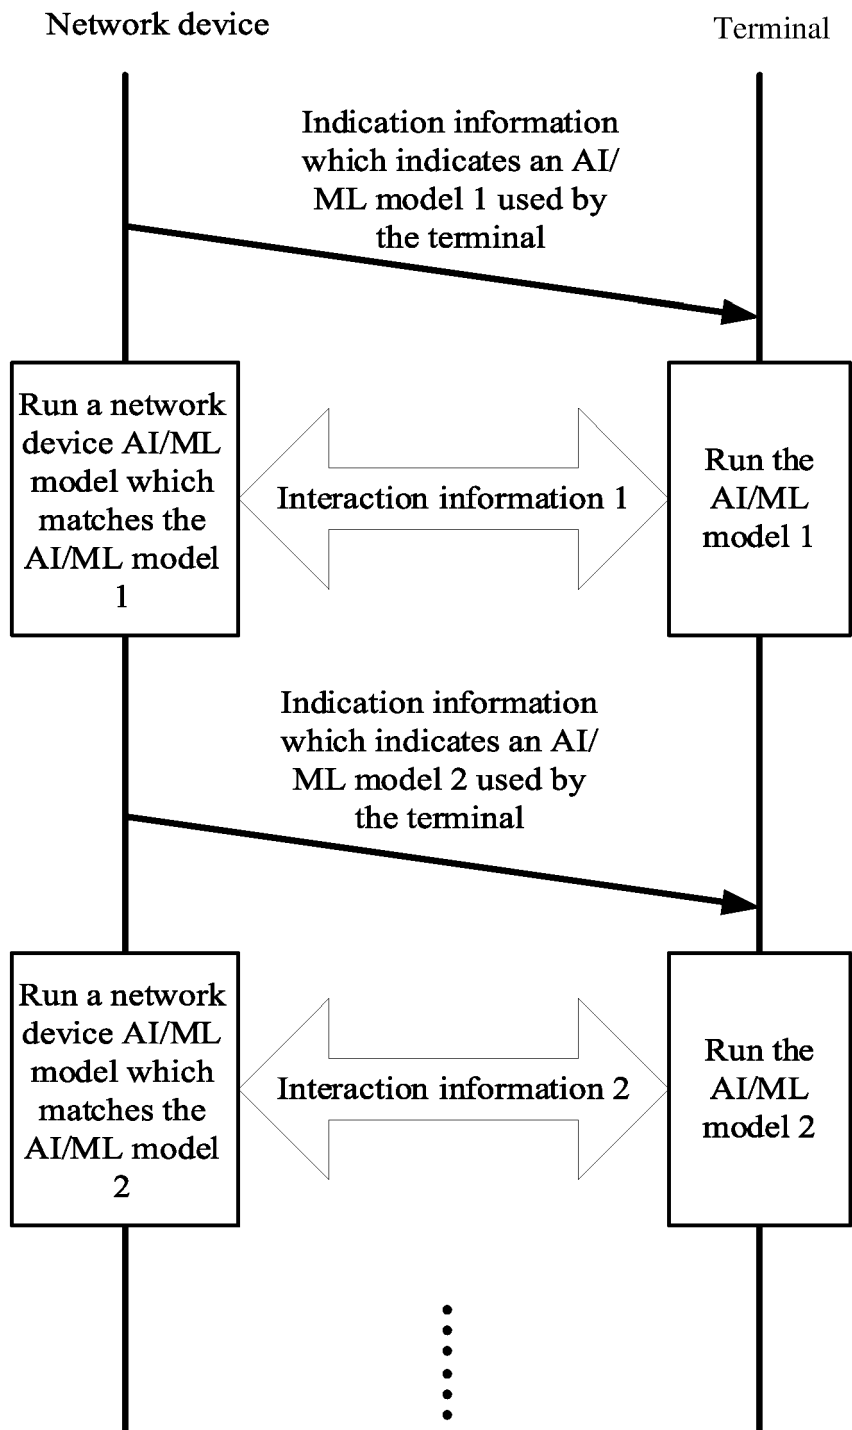 Network device
Terminal
Indication information
which indicates an AI/
ML model 1 used by
the terminal
Run a network
device AI/ML
model which
matches the
AI/ML model
1
Interaction information 1
Run the
AI/ML
model 1
Indication information
which indicates an AI/
ML model 2 used by
the terminal
Run a network
device AI/ML
model which
matches the
AI/ML model
2
Interaction information 2
Run the
AI/ML
model 2